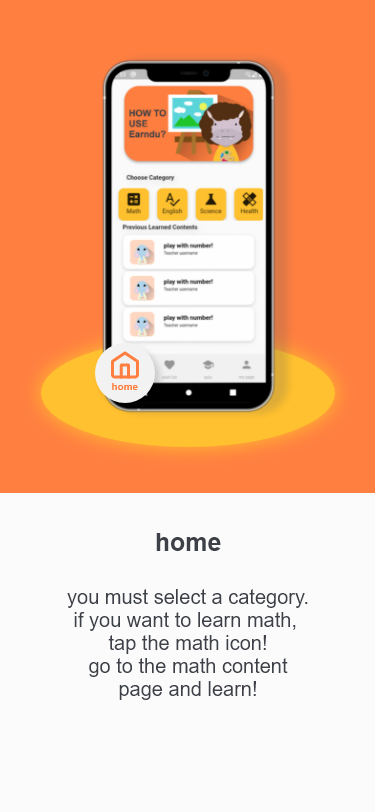 HOW TO
USE
Earndu?
Choose Category
Math
English
Science
Health
Previous Learned Contents
play with number!
Teacher username
play with number!
Teacher username
play with number!
Teacher username
home
my page
home
you must select a category.
if you want to learn math,
tap the math icon!
go to the math content
page and learn!